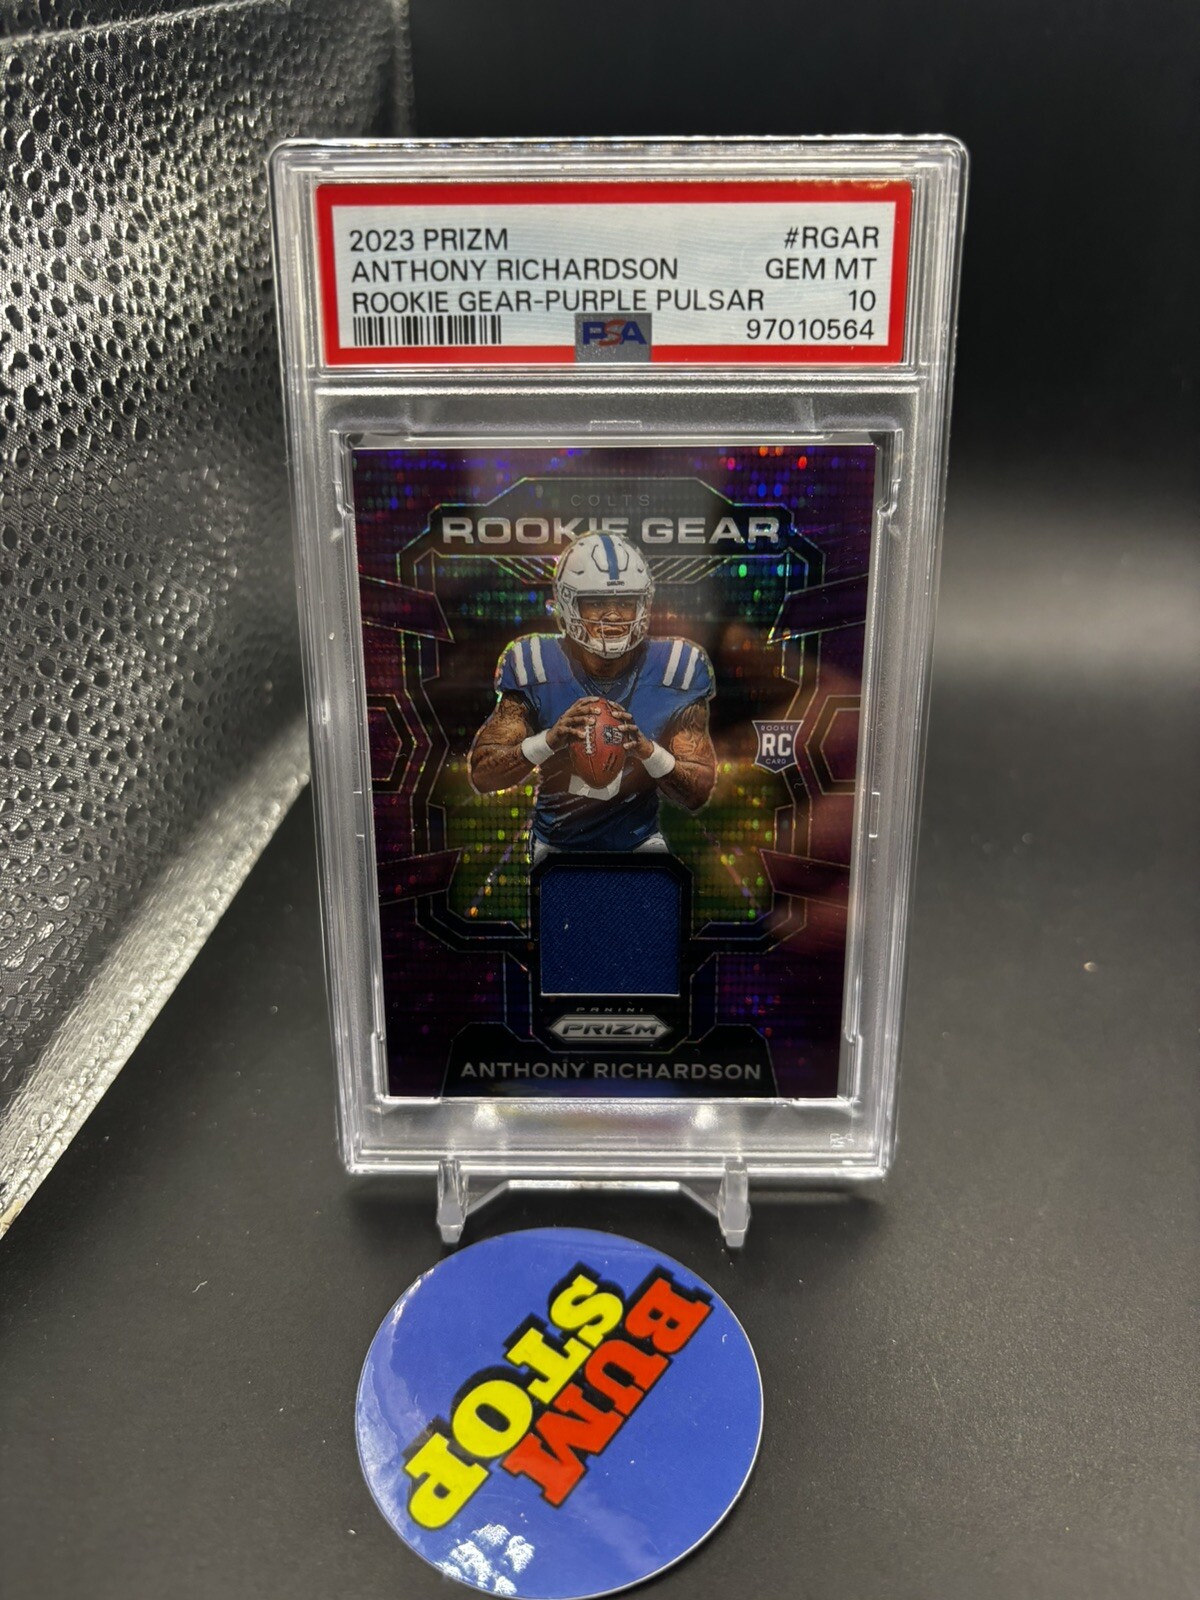 2023 PRIZM #RGAR
ANTHONY RICHARDSON GEM MT
ROOKIE GEAR-PURPLE PULSAR 10
PSA 97010564
COLTS
ROOKIE GEAR
ROOKIE
RC
CARD
PANINI
PRIZM
ANTHONY RICHARDSON
BUM
STOP